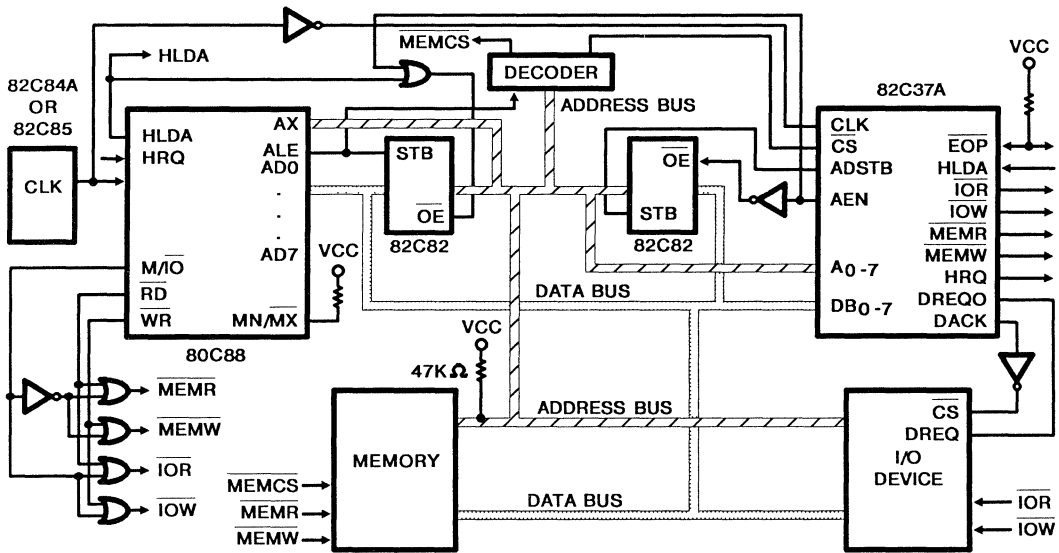 MEMCS
HLDA
DECODER
VCC
82C84A
OR
82C85
ADDRESS BUS
82C37A
CLK
HLDA
HRQ
AX
ALE
AD0
.
.
.
AD7
M/IO
RD
WR
MN/MX
80C88
VCC
STB
OE
82C82
OE
STB
82C82
CLK
CS
ADSTB
AEN
A0-7
DB0-7
EOP
HLDA
IOR
IOW
MEMR
MEMW
HRQ
DREQO
DACK
DATA BUS
VCC
47KΩ
MEMR
MEMW
IOR
IOW
ADDRESS BUS
MEMORY
MEMCS
MEMR
MEMW
DATA BUS
CS
DREQ
I/O
DEVICE
IOR
IOW